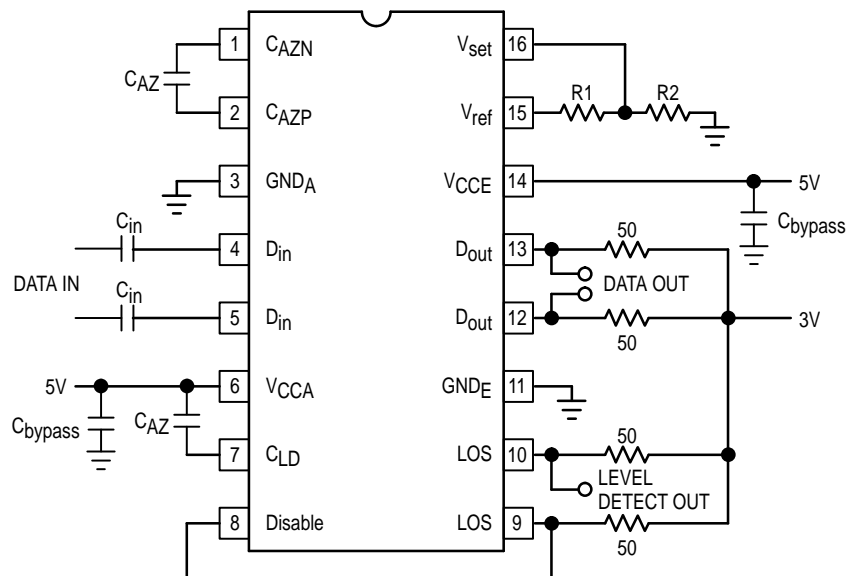 1 CAZN Vset 16
CAZ R1 R2
2 CAZP Vref 15
3 GNDA VCCE 14 5V
Cin 50 Cbypass
4 Din Dout 13
DATA IN DATA OUT
Cin
5 Din Dout 12 3V
50
5V 6 VCCA GNDE 11
Cbypass CAZ 50
7 CLD LOS 10
LEVEL
DETECT OUT
8 Disable LOS 9
50